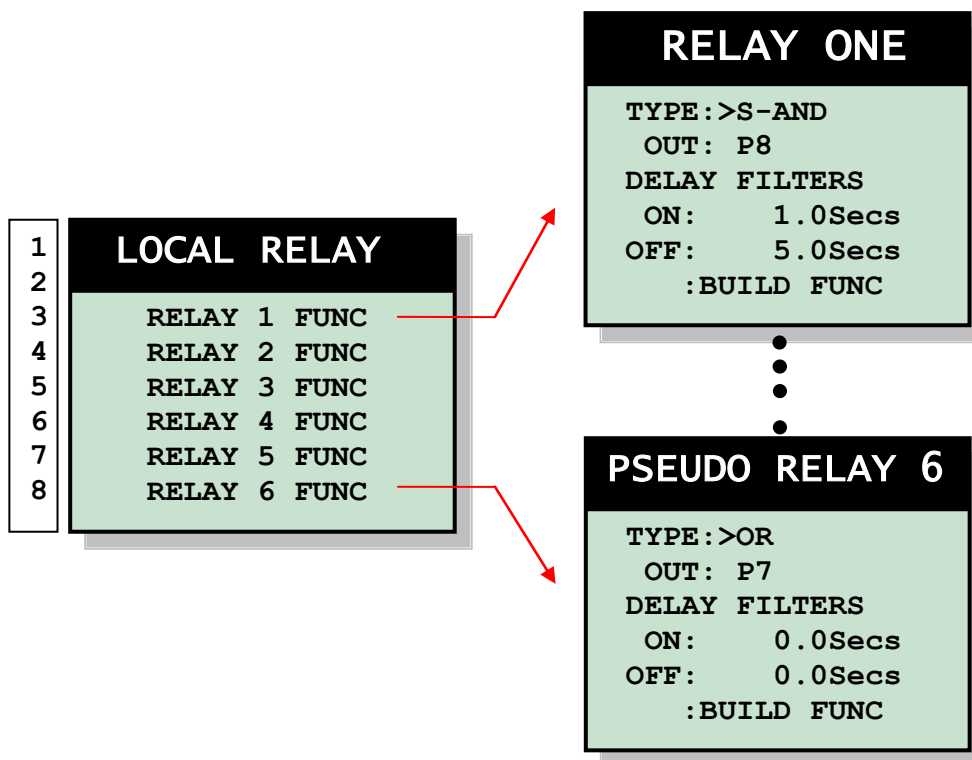 RELAY ONE
TYPE:>S-AND
OUT: P8
DELAY FILTERS
ON: 1.0Secs
OFF: 5.0Secs
:BUILD FUNC
1
2
3
4
5
6
7
8
LOCAL RELAY
RELAY 1 FUNC
RELAY 2 FUNC
RELAY 3 FUNC
RELAY 4 FUNC
RELAY 5 FUNC
RELAY 6 FUNC
PSEUDO RELAY 6
TYPE:>OR
OUT: P7
DELAY FILTERS
ON: 0.0Secs
OFF: 0.0Secs
:BUILD FUNC